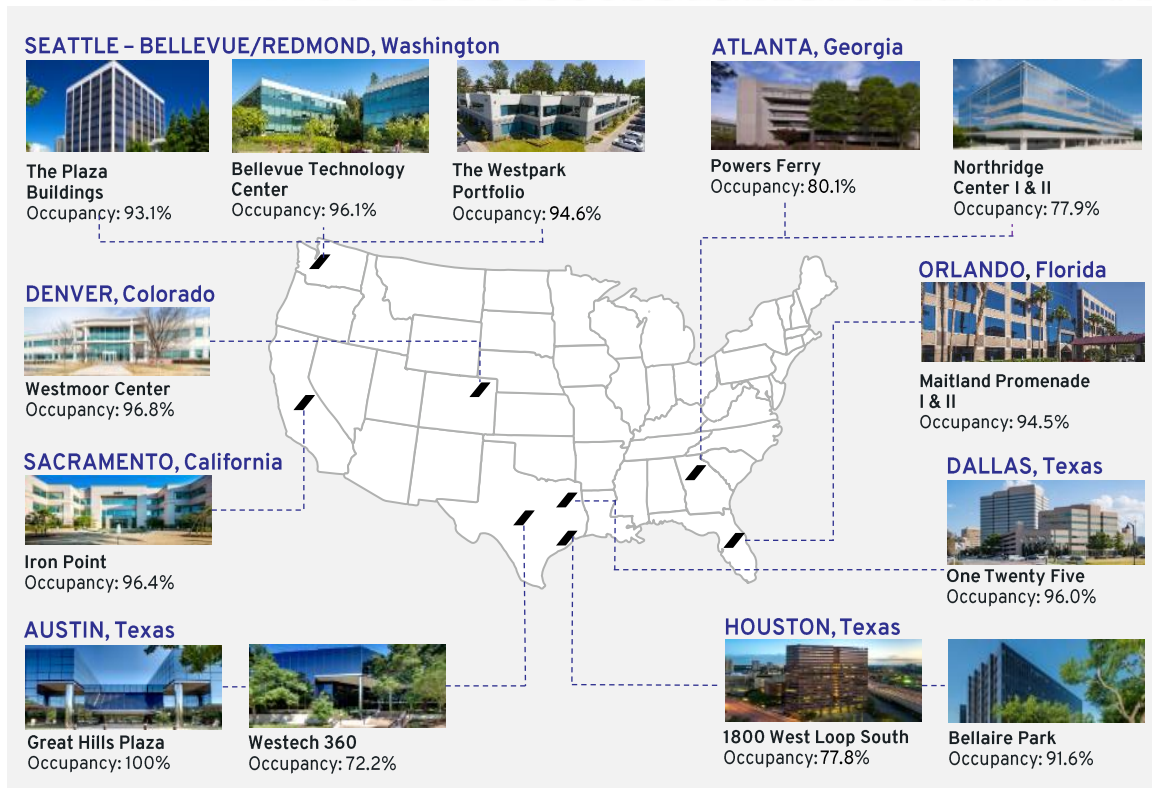 SEATTLE – BELLEVUE/REDMOND, Washington
The Plaza
Buildings
Occupancy: 93.1%
Bellevue Technology
Center
Occupancy: 96.1%
The Westpark
Portfolio
Occupancy: 94.6%
ATLANTA, Georgia
Powers Ferry
Occupancy: 80.1%
Northridge
Center I & II
Occupancy: 77.9%
DENVER, Colorado
Westmoor Center
Occupancy: 96.8%
ORLANDO, Florida
Maitland Promenade
I & II
Occupancy: 94.5%
SACRAMENTO, California
Iron Point
Occupancy: 96.4%
DALLAS, Texas
One Twenty Five
Occupancy: 96.0%
AUSTIN, Texas
Great Hills Plaza
Occupancy: 100%
Westech 360
Occupancy: 72.2%
HOUSTON, Texas
1800 West Loop South
Occupancy: 77.8%
Bellaire Park
Occupancy: 91.6%